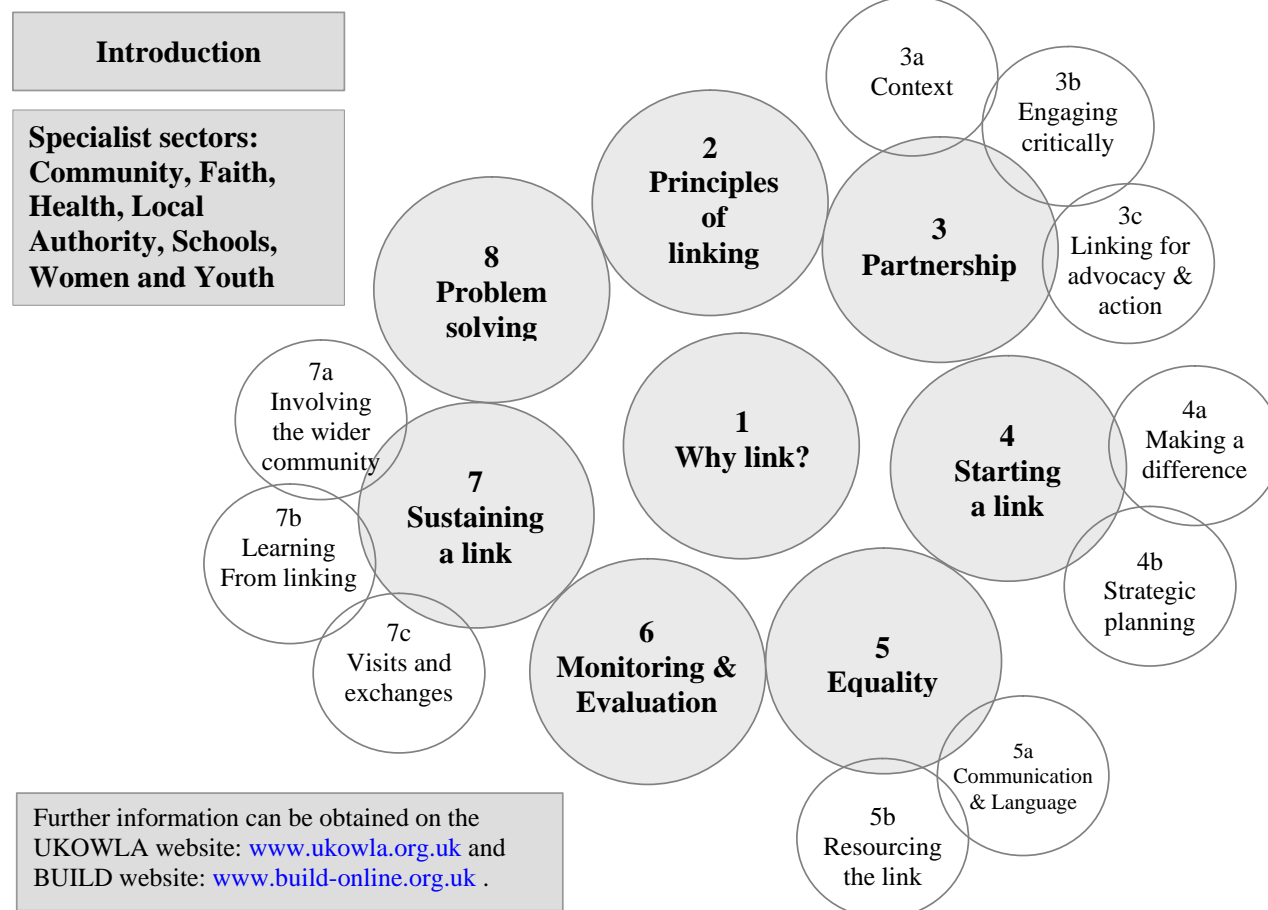 Introduction
Specialist sectors:
Community, Faith,
Health, Local
Authority, Schools,
Women and Youth
1
Why link?
2
Principles
of
linking
3
Partnership
3a
Context
3b
Engaging
critically
3c
Linking for
advocacy &
action
4
Starting
a link
4a
Making a
difference
4b
Strategic
planning
5
Equality
5a
Communication
& Language
5b
Resourcing
the link
6
Monitoring &
Evaluation
7
Sustaining
a link
7a
Involving
the wider
community
7b
Learning
From linking
7c
Visits and
exchanges
8
Problem
solving
Further information can be obtained on the
UKOWLA website: www.ukowla.org.uk and
BUILD website: www.build-online.org.uk .